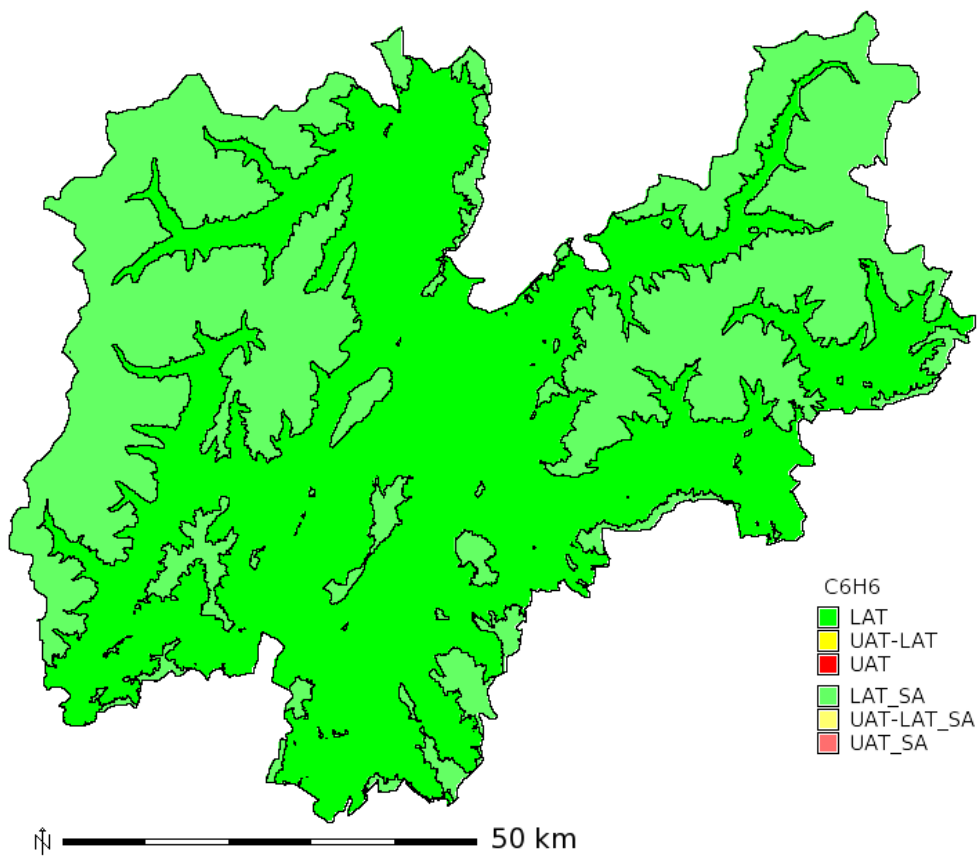 C6H6
LAT
UAT-LAT
UAT
LAT_SA
UAT-LAT_SA
UAT_SA
N
50 km